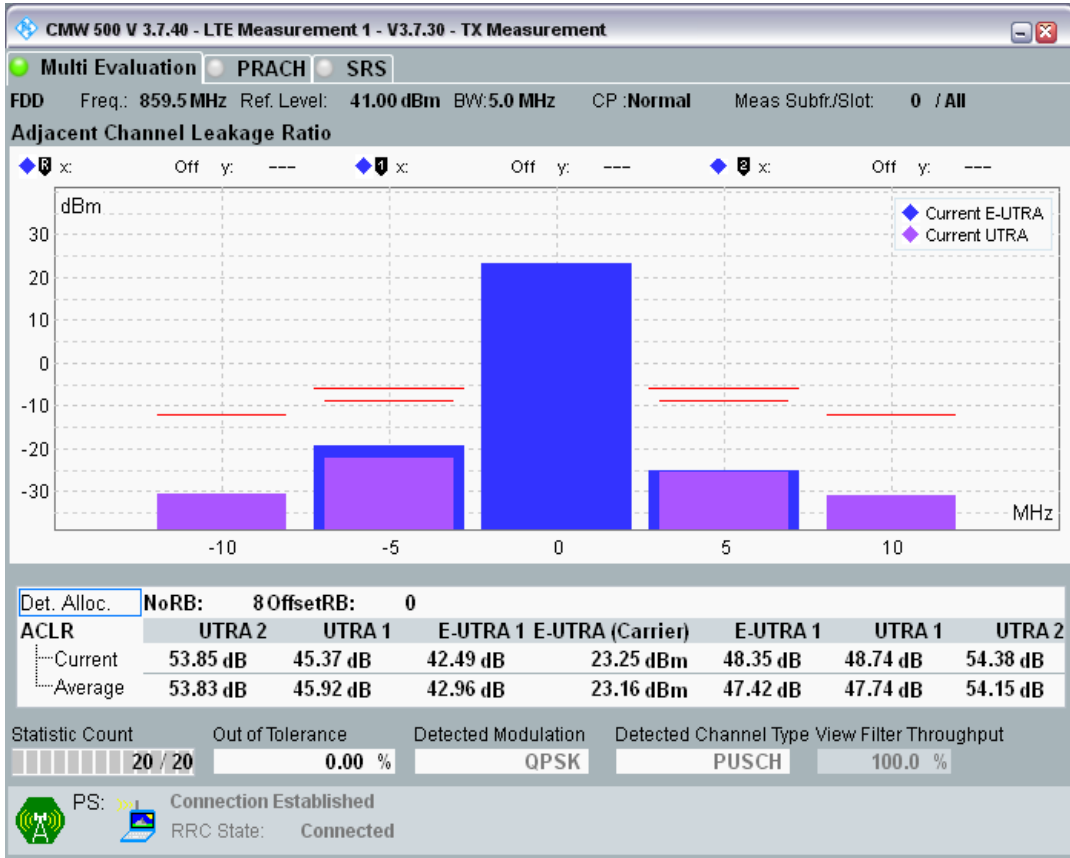 CMW 500 V 3.7.40 - LTE Measurement 1 - V3.7.30 - TX Measurement
Multi Evaluation PRACH SRS
FDD Freq.: 859.5 MHz Ref. Level: 41.00 dBm BW: 5.0 MHz CP :Normal Meas Subfr./Slot: 0 / All
Adjacent Channel Leakage Ratio
R x: Off y: --- 1 x: Off y: --- 2 x: Off y: ---
dBm
Current E-UTRA
Current UTRA
30
20
10
0
-10
-20
-30
MHz
-10 -5 0 5 10
Det. Alloc. NoRB: 8 OffsetRB: 0
ACLR UTRA 2 UTRA 1 E-UTRA 1 E-UTRA (Carrier) E-UTRA 1 UTRA 1 UTRA 2
Current 53.85 dB 45.37 dB 42.49 dB 23.25 dBm 48.35 dB 48.74 dB 54.38 dB
Average 53.83 dB 45.92 dB 42.96 dB 23.16 dBm 47.42 dB 47.74 dB 54.15 dB
Statistic Count Out of Tolerance Detected Modulation Detected Channel Type View Filter Throughput
20 / 20 0.00 % QPSK PUSCH 100.0 %
PS: Connection Established
RRC State: Connected